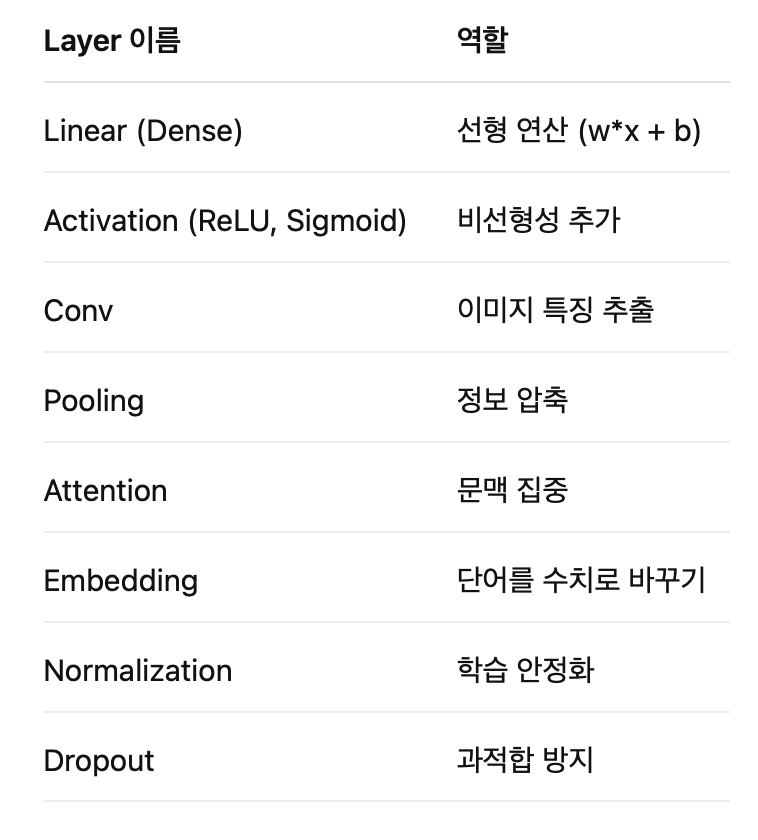 Layer 이름 역할
Linear (Dense) 선형 연산 (w*x + b)
Activation (ReLU, Sigmoid) 비선형성 추가
Conv 이미지 특징 추출
Pooling 정보 압축
Attention 문맥 집중
Embedding 단어를 수치로 바꾸기
Normalization 학습 안정화
Dropout 과적합 방지